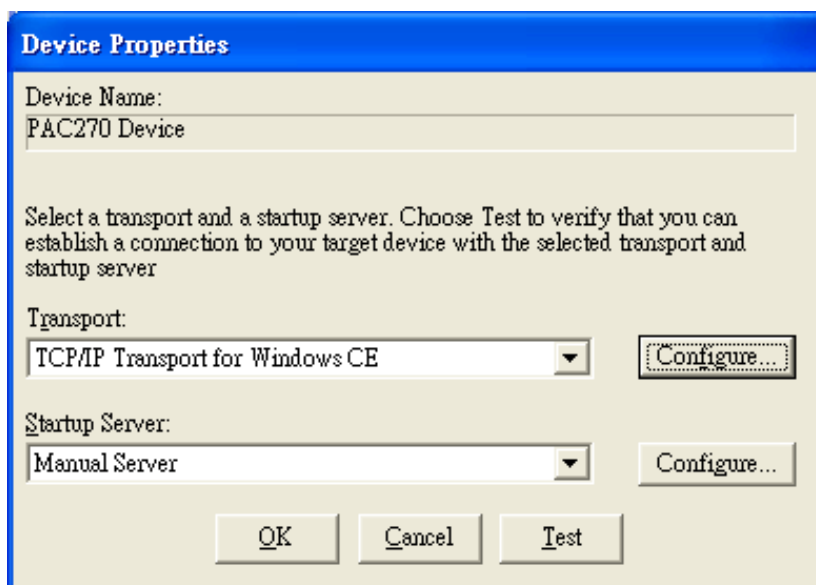 Device Properties
Device Name:
PAC270 Device
Select a transport and a startup server. Choose Test to verify that you can
establish a connection to your target device with the selected transport and
startup server
Transport:
TCP/IP Transport for Windows CE
Configure...
Startup Server:
Manual Server
Configure...
OK
Cancel
Test